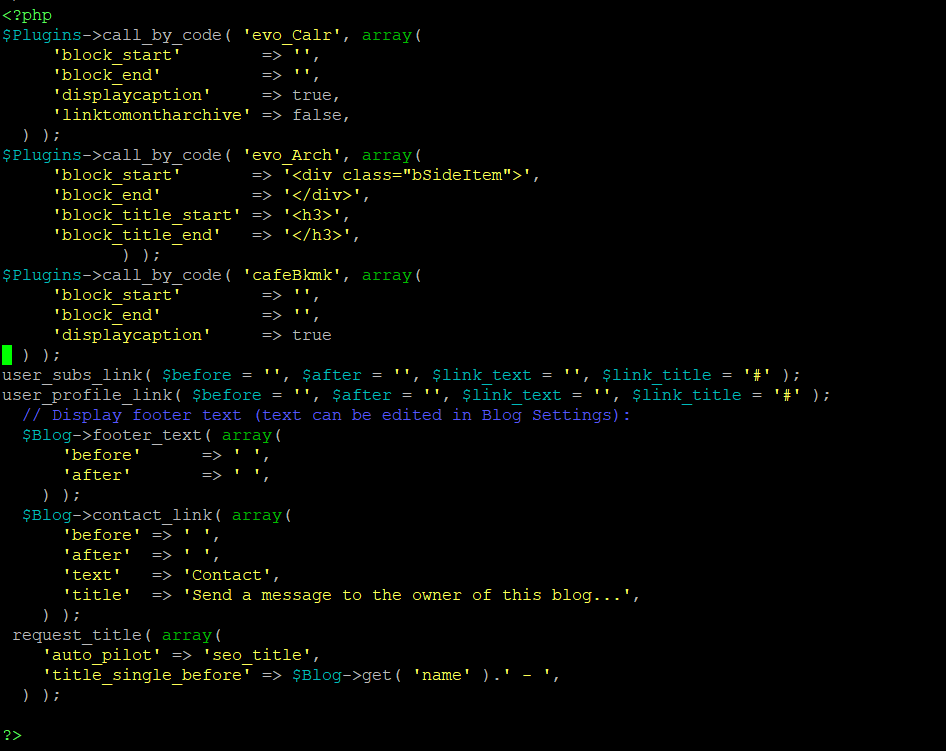 <?php
$Plugins->call_by_code( 'evo_Calr', array(
     'block_start'        => '',
     'block_end'          => '',
     'displaycaption'     => true,
     'linktomontharchive' => false,
  ) );
$Plugins->call_by_code( 'evo_Arch', array(
     'block_start'       => '<div class="bSideItem">',
     'block_end'         => '</div>',
     'block_title_start' => '<h3>',
     'block_title_end'   => '</h3>',
            ) );
$Plugins->call_by_code( 'cafeBkmk', array(
     'block_start'        => '',
     'block_end'          => '',
     'displaycaption'     => true
  ) );
user_subs_link( $before = '', $after = '', $link_text = '', $link_title = '#' );
user_profile_link( $before = '', $after = '', $link_text = '', $link_title = '#' );
  // Display footer text (text can be edited in Blog Settings):
  $Blog->footer_text( array(
      'before'      => ' ',
      'after'       => ' ',
    ) );
  $Blog->contact_link( array(
      'before' => ' ',
      'after'  => ' ',
      'text'   => 'Contact',
      'title'  => 'Send a message to the owner of this blog...',
    ) );
 request_title( array(
    'auto_pilot' => 'seo_title',
    'title_single_before' => $Blog->get( 'name' ).' - ',
  ) );

?>